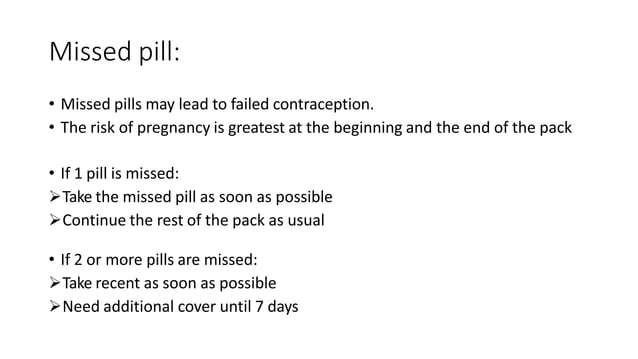 Missed pill:
• Missed pills may lead to failed contraception.
• The risk of pregnancy is greatest at the beginning and the end of the pack
• If 1 pill is missed:
➢Take the missed pill as soon as possible
➢Continue the rest of the pack as usual
• If 2 or more pills are missed:
➢Take recent as soon as possible
➢Need additional cover until 7 days